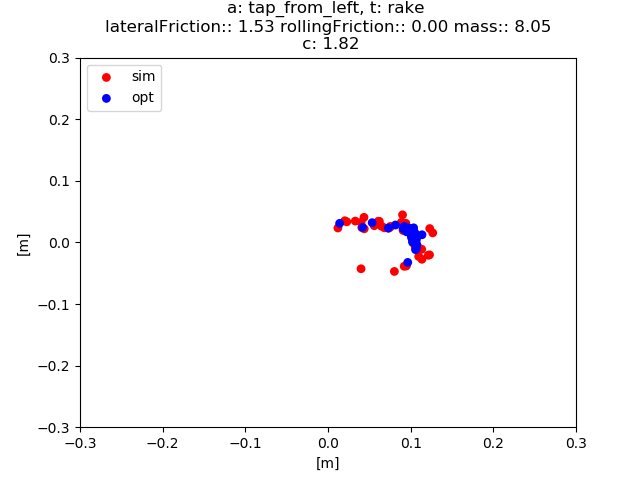 a: tap_from_left, t: rake
lateralFriction:: 1.53 rollingFriction:: 0.00 mass:: 8.05
c: 1.82
sim
opt
0.3
0.2
0.1
0.0
−0.1
−0.2
−0.3
[m]
−0.3
−0.2
−0.1
0.0
0.1
0.2
0.3
[m]